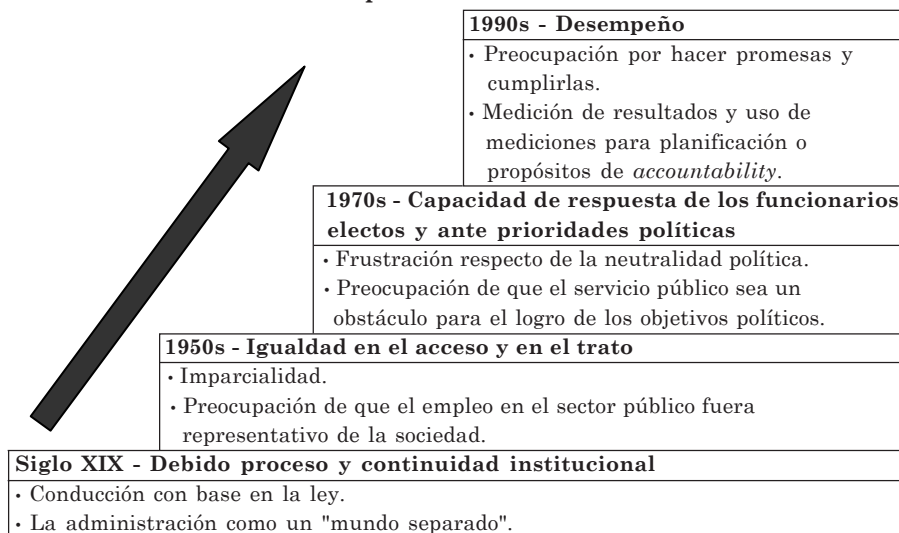 1990s - Desempeño
· Preocupación por hacer promesas y
cumplirlas.
· Medición de resultados y uso de
mediciones para planificación o
propósitos de accountability.
1970s - Capacidad de respuesta de los funcionarios
electos y ante prioridades políticas
· Frustración respecto de la neutralidad política.
· Preocupación de que el servicio público sea un
obstáculo para el logro de los objetivos políticos.
1950s - Igualdad en el acceso y en el trato
· Imparcialidad.
· Preocupación de que el empleo en el sector público fuera
representativo de la sociedad.
Siglo XIX - Debido proceso y continuidad institucional
· Conducción con base en la ley.
· La administración como un "mundo separado".